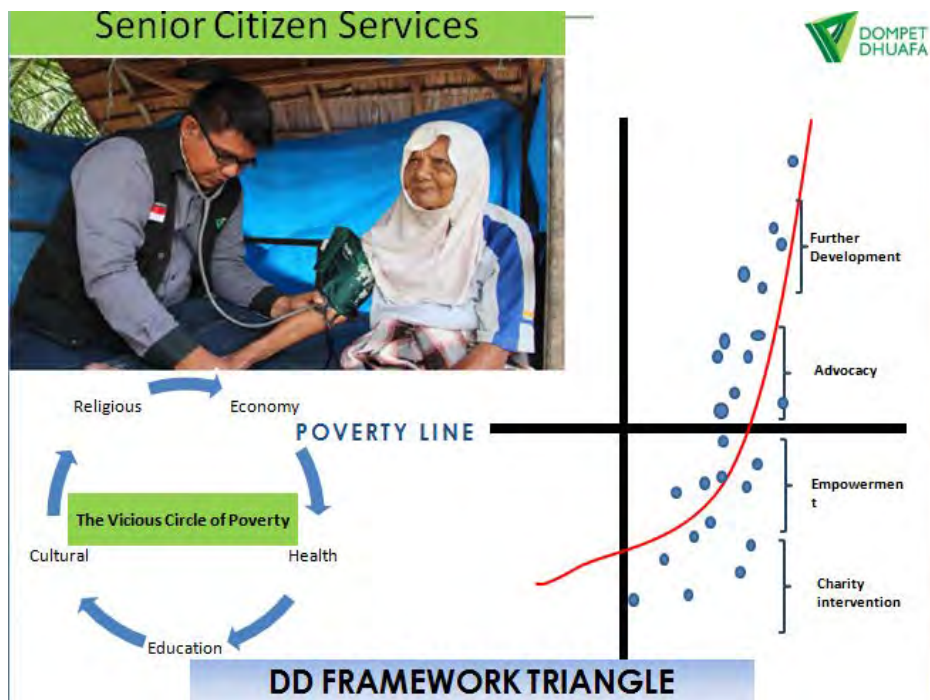 Senior Citizen Services
DOMPET
DHUAFA
Further
Development
Advocacy
Religious
Economy
POVERTY LINE
Empowermen
t
The Vicious Circle of Poverty
Cultural
Health
Charity
intervention
Education
DD FRAMEWORK TRIANGLE